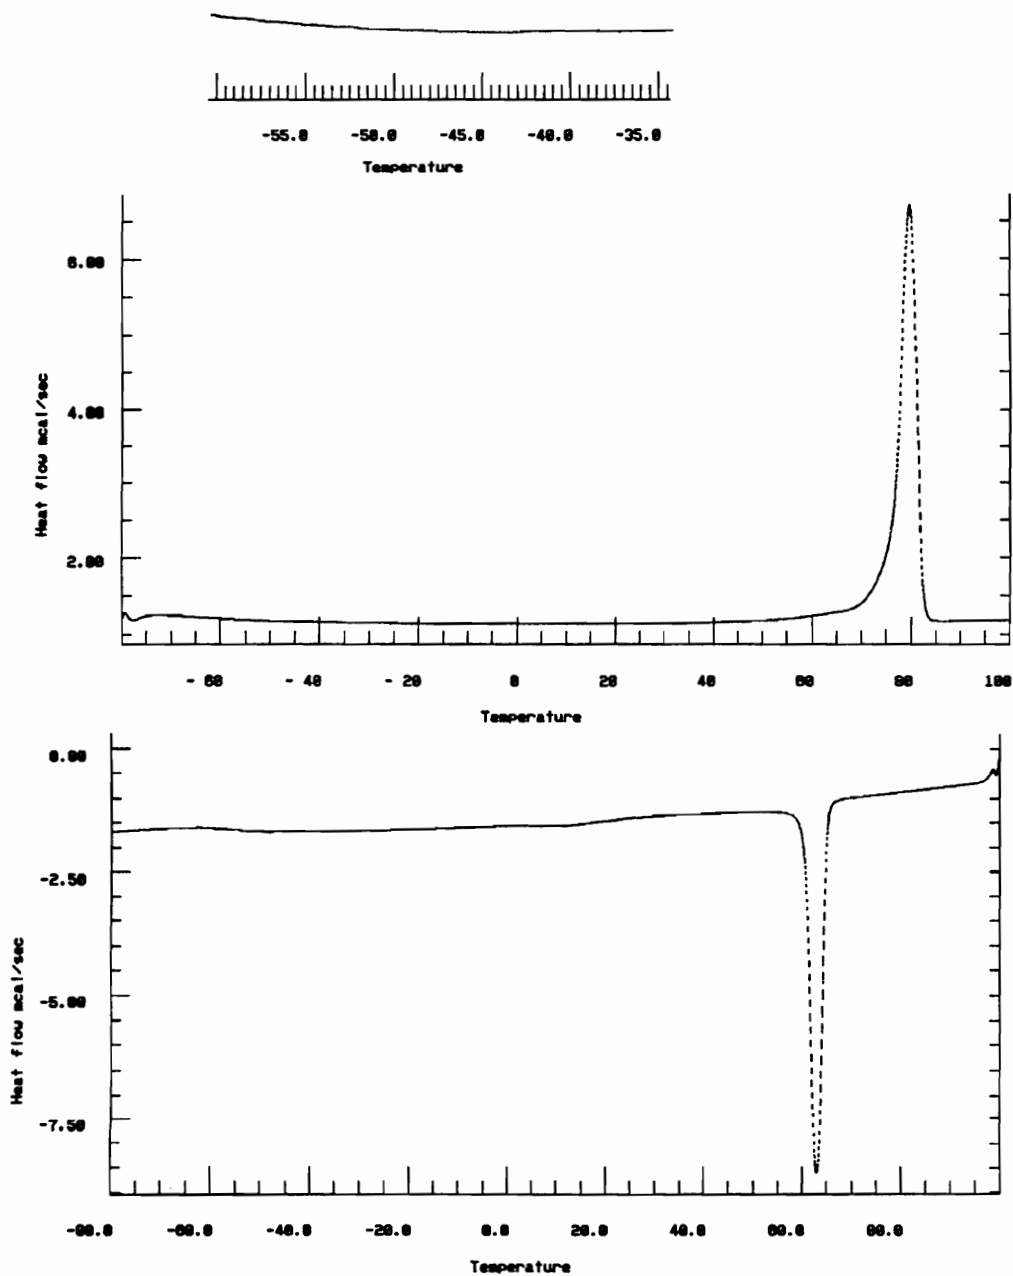 -55.0 -50.0 -45.0 -40.0 -35.0
Temperature
6.00
Heat flow mcal/sec
4.00
2.00
- 60 - 40 - 20 0 20 40 60 80 100
Temperature
0.00
-2.50
Heat flow mcal/sec
-5.00
-7.50
-80.0 -60.0 -40.0 -20.0 0.0 20.0 40.0 60.0 80.0
Temperature